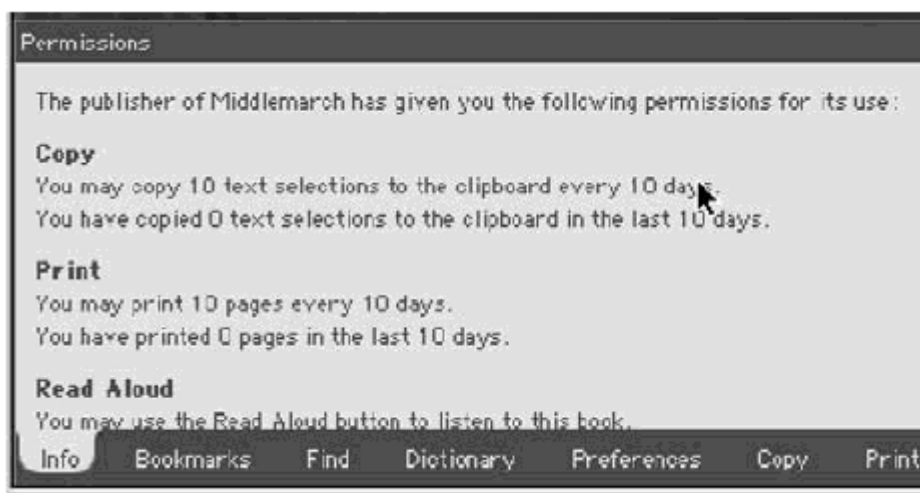 Permissions
The publisher of Middlemarch has given you the following permissions for its use:
Copy
You may copy 10 text selections to the clipboard every 10 days.
You have copied 0 text selections to the clipboard in the last 10 days.
Print
You may print 10 pages every 10 days.
You have printed 0 pages in the last 10 days.
Read Aloud
You may use the Read Aloud button to listen to this book.
Info Bookmarks Find Dictionary Preferences Copy Print